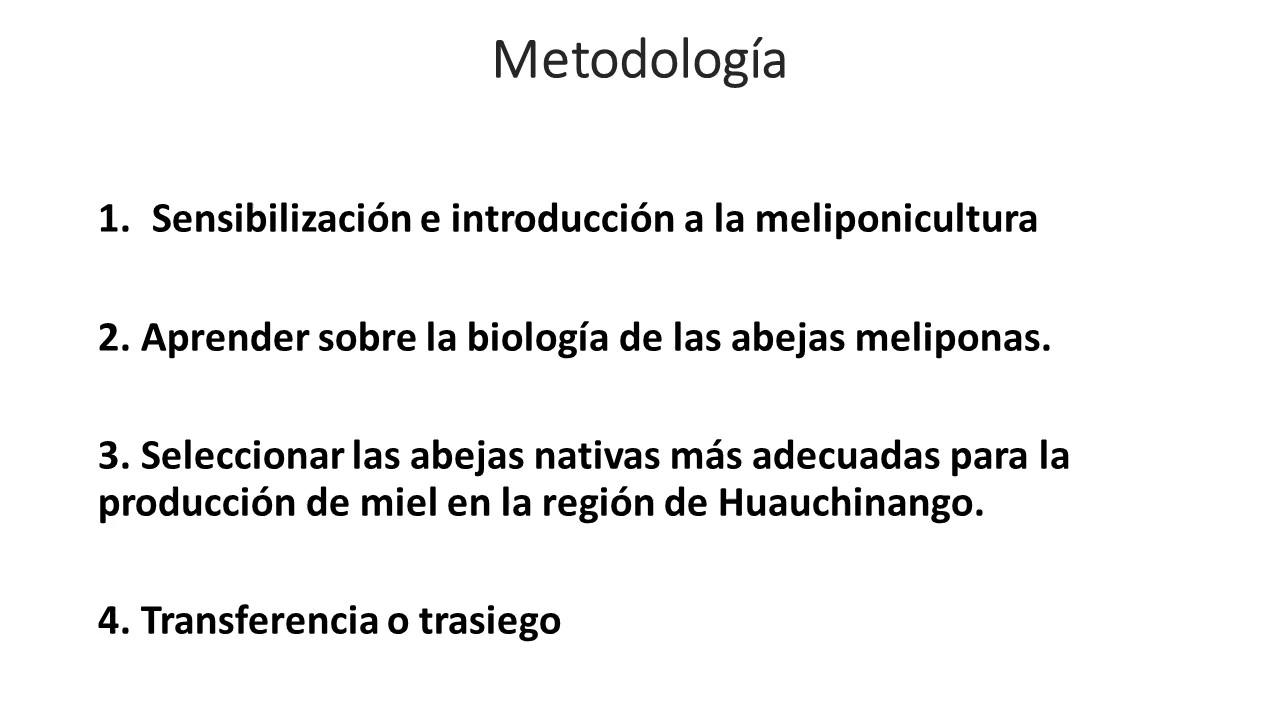 Metodología
1. Sensibilización e introducción a la meliponicultura
2. Aprender sobre la biología de las abejas meliponas.
3. Seleccionar las abejas nativas más adecuadas para la
producción de miel en la región de Huauchinango.
4. Transferencia o trasiego